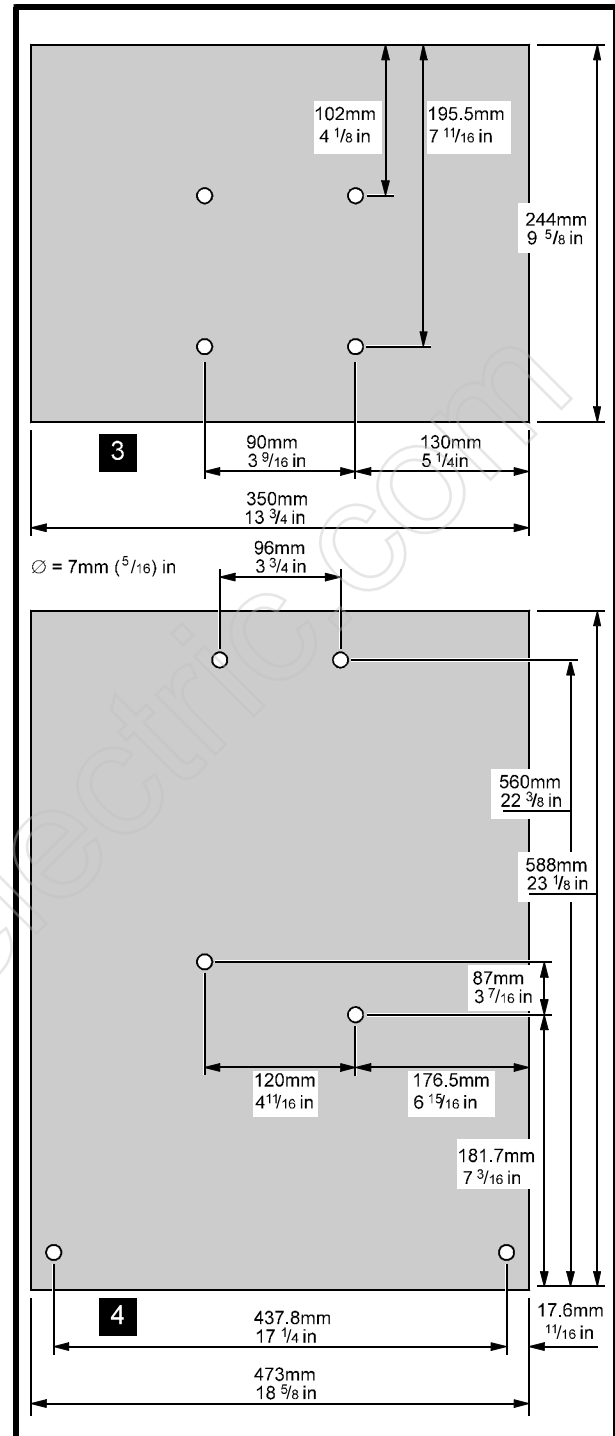 102mm
4 1/8 in
195.5mm
7 11/16 in
244mm
9 5/8 in
3
90mm
3 9/16 in
130mm
5 1/4in
350mm
13 3/4 in
∅ = 7mm (5/16) in
96mm
3 3/4 in
560mm
22 3/8 in
588mm
23 1/8 in
87mm
3 7/16 in
120mm
4 11/16 in
176.5mm
6 15/16 in
181.7mm
7 3/16 in
4
437.8mm
17 1/4 in
17.6mm
11/16 in
473mm
18 5/8 in
electric.com